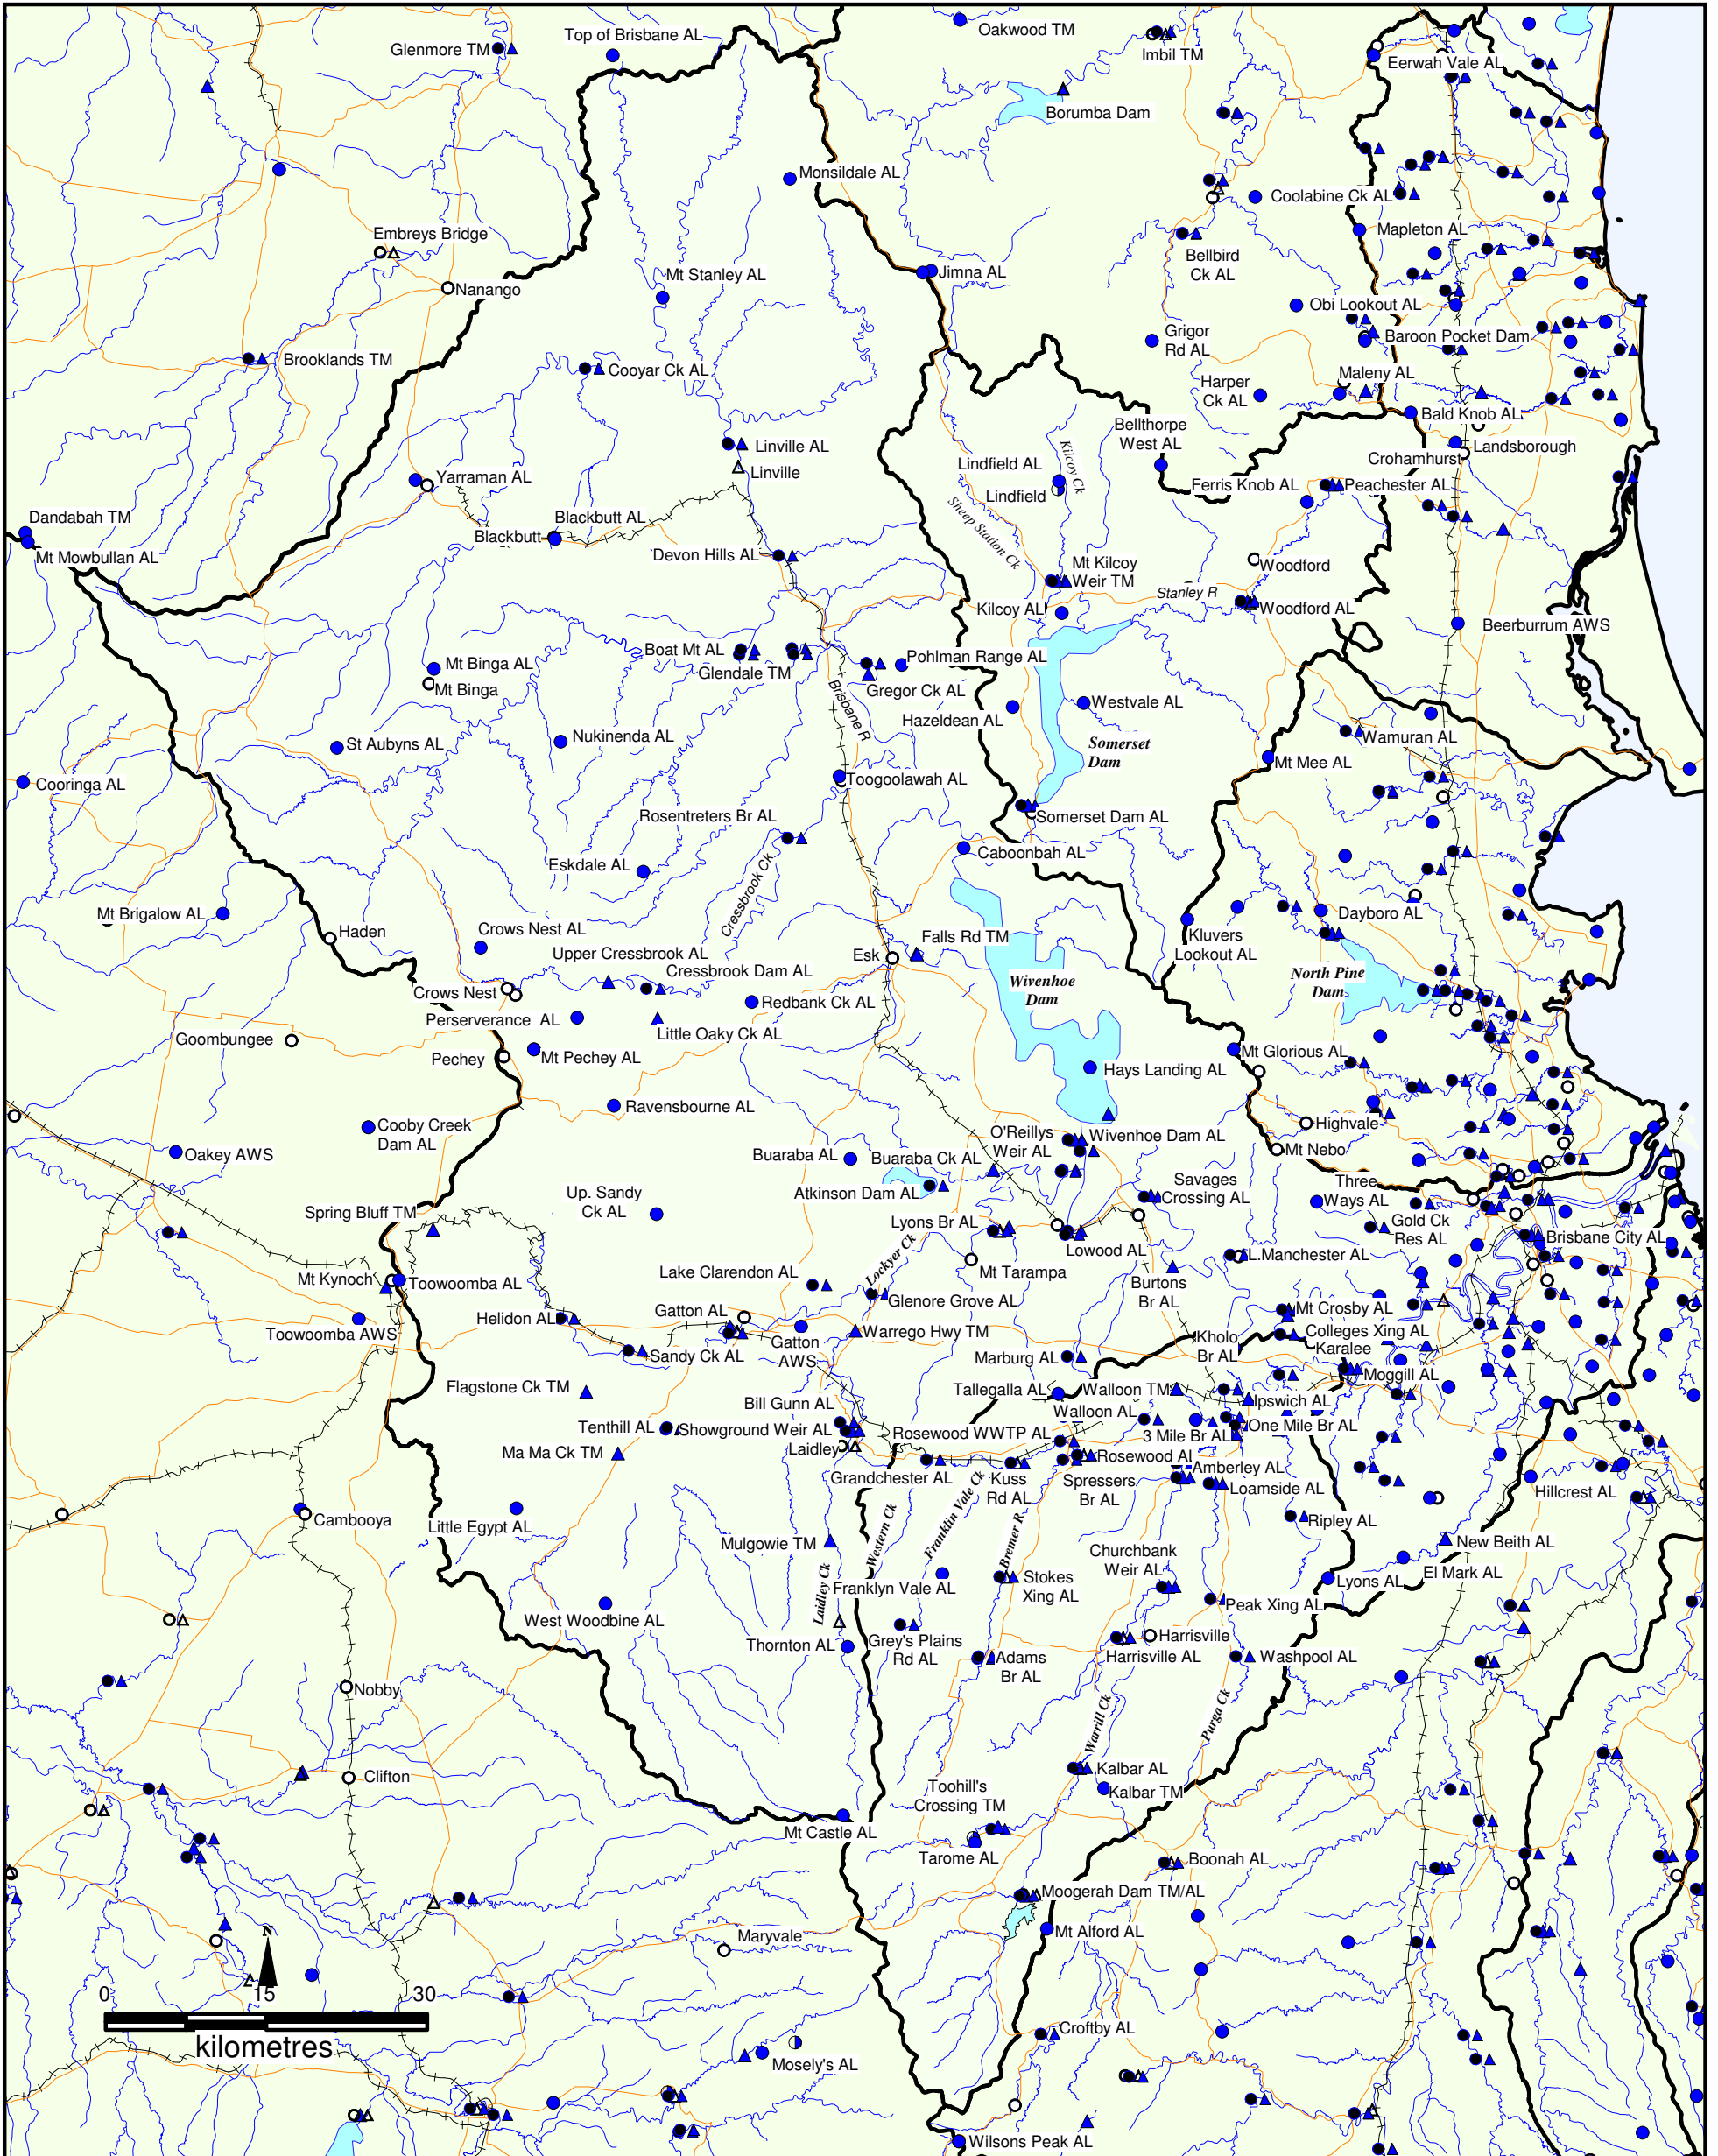 Glenmore TM
Top of Brisbane AL
Oakwood TM
Imbil TM
Eerwah Vale AL
Borumba Dam
Monsildale AL
Coolabine Ck AL
Embreys Bridge
Mapleton AL
Bellbird
Ck AL
Nanango
Mt Stanley AL
Jimna AL
Obi Lookout AL
Grigor
Rd AL
Baroon Pocket Dam
Brooklands TM
Cooyar Ck AL
Maleny AL
Harper
Ck AL
Bald Knob AL
Bellthorpe
West AL
Linville AL
Landsborough
Crohamhurst
Linville
Lindfield AL
Kilcoy Ck
Yarraman AL
Lindfield
Ferris Knob AL
Peachester AL
Dandabah TM
Blackbutt AL
Sheep Station Ck
Blackbutt
Mt Mowbullan AL
Devon Hills AL
Mt Kilcoy
Weir TM
Woodford
Stanley R
Kilcoy AL
Woodford AL
Beerburrum AWS
Boat Mt AL
Mt Binga AL
Pohlman Range AL
Glendale TM
Mt Binga
Gregor Ck AL
Brisbane R
Westvale AL
Hazeldean AL
St Aubyns AL
Nukinenda AL
Somerset
Dam
Wamuran AL
Mt Mee AL
Cooringa AL
Toogoolawah AL
Rosentreters Br AL
Somerset Dam AL
Caboonbah AL
Eskdale AL
Cressbrook Ck
Mt Brigalow AL
Dayboro AL
Haden
Crows Nest AL
Falls Rd TM
Kluvers
Lookout AL
Upper Cressbrook AL
Esk
Cressbrook Dam AL
Wivenhoe
Dam
North Pine
Dam
Crows Nest
Redbank Ck AL
Perserverance AL
Little Oaky Ck AL
Goombungee
Pechey
Mt Pechey AL
Mt Glorious AL
Hays Landing AL
Ravensbourne AL
Cooby Creek
Dam AL
Highvale
O'Reillys
Weir AL
Wivenhoe Dam AL
Oakey AWS
Buaraba AL
Buaraba Ck AL
Mt Nebo
Atkinson Dam AL
Savages
Crossing AL
Three
Ways AL
Up. Sandy
Ck AL
Spring Bluff TM
Lyons Br AL
Gold Ck
Res AL
Lockyer Ck
Lowood AL
Brisbane City AL
L.Manchester AL
Mt Kynoch
Toowoomba AL
Lake Clarendon AL
Mt Tarampa
Burtons
Br AL
Glenore Grove AL
Gatton AL
Mt Crosby AL
Helidon AL
Toowoomba AWS
Gatton
AWS
Warrego Hwy TM
Kholo
Br AL
Colleges Xing AL
Karalee
Sandy Ck AL
Marburg AL
Moggill AL
Flagstone Ck TM
Tallegalla AL
Walloon TM
Ipswich AL
Bill Gunn AL
Walloon AL
Tenthill AL
Showground Weir AL
Rosewood WWTP AL
3 Mile Br AL
One Mile Br AL
Ma Ma Ck TM
Laidley
Rosewood Al
Grandchester AL
Kuss
Rd AL
Spressers
Br AL
Amberley AL
Loamside AL
Hillcrest AL
Cambooya
Little Egypt AL
Ripley AL
Mulgowie TM
Western Ck
Franklin Vale Ck
Bremer R
Churchbank
Weir AL
New Beith AL
El Mark AL
Laidley Ck
Franklyn Vale AL
Stokes
Xing AL
Lyons AL
West Woodbine AL
Peak Xing AL
Thornton AL
Grey's Plains
Rd AL
Adams
Br AL
Harrisville
Harrisville AL
Washpool AL
Nobby
Warrill Ck
Purga Ck
Clifton
Kalbar AL
Toohill's
Crossing TM
Kalbar TM
Mt Castle AL
Tarome AL
Boonah AL
Moogerah Dam TM/AL
Mt Alford AL
Maryvale
N
0 15 30
kilometres
Croftby AL
Mosely's AL
Wilsons Peak AL